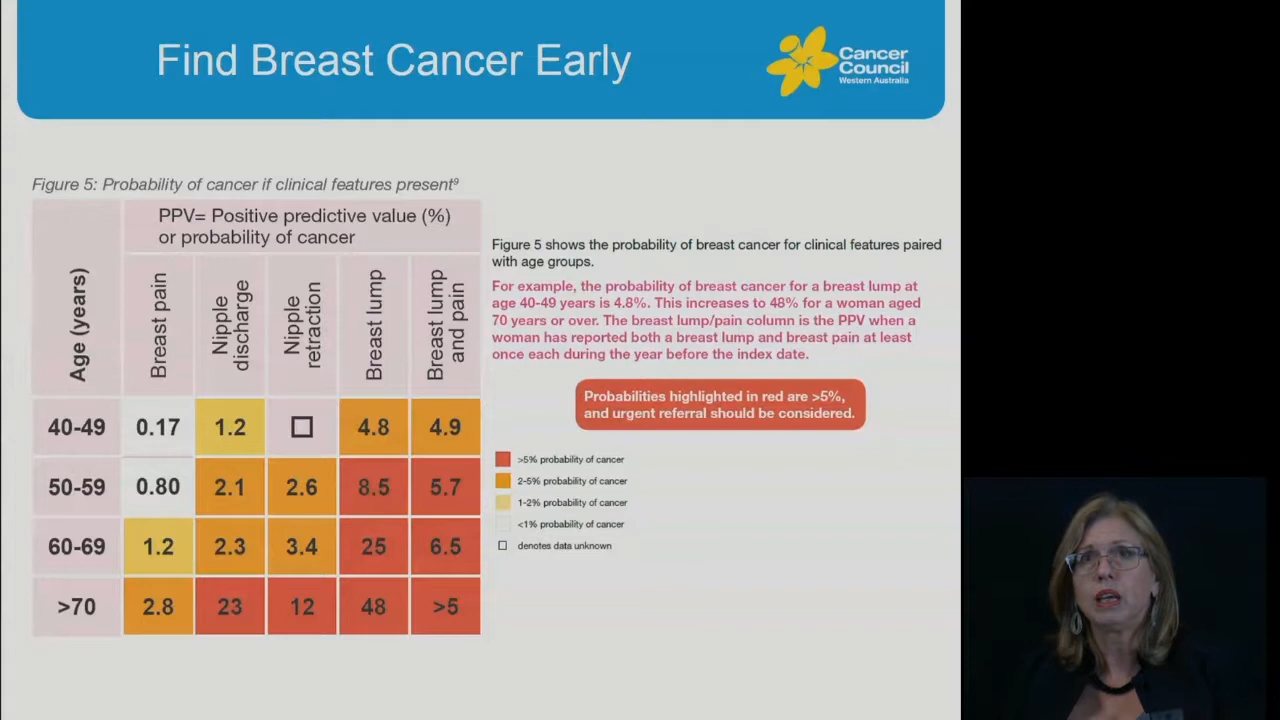 Find Breast Cancer Early
Cancer
Council
Western Australia
Figure 5: Probability of cancer if clinical features present⁹
Age (years)
PPV= Positive predictive value (%)
or probability of cancer
Breast pain
Nipple
discharge
Nipple
retraction
Breast lump
Breast lump
and pain
40-49 0.17 1.2 □ 4.8 4.9
50-59 0.80 2.1 2.6 8.5 5.7
60-69 1.2 2.3 3.4 25 6.5
>70 2.8 23 12 48 >5
Figure 5 shows the probability of breast cancer for clinical features paired
with age groups.
For example, the probability of breast cancer for a breast lump at
age 40-49 years is 4.8%. This increases to 48% for a woman aged
70 years or over. The breast lump/pain column is the PPV when a
woman has reported both a breast lump and breast pain at least
once each during the year before the index date.
Probabilities highlighted in red are >5%,
and urgent referral should be considered.
>5% probability of cancer
2-5% probability of cancer
1-2% probability of cancer
<1% probability of cancer
□ denotes data unknown